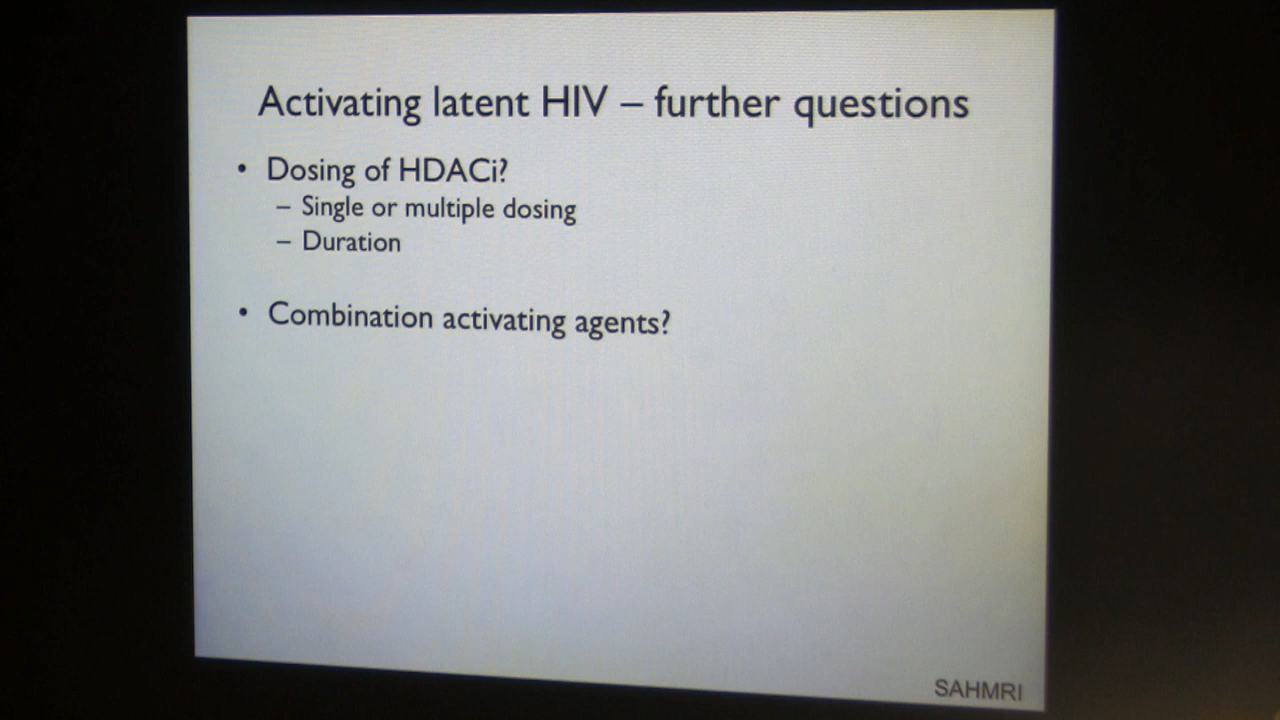 Activating latent HIV – further questions
• Dosing of HDACi?
– Single or multiple dosing
– Duration
• Combination activating agents?
SAHMRI